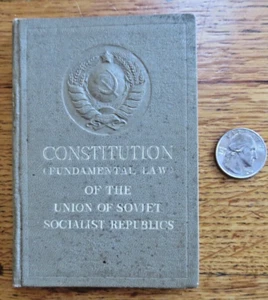 CONSTITUTION
(FUNDAMENTAL LAW)
OF THE
UNION OF SOVIET
SOCIALIST REPUBLICS